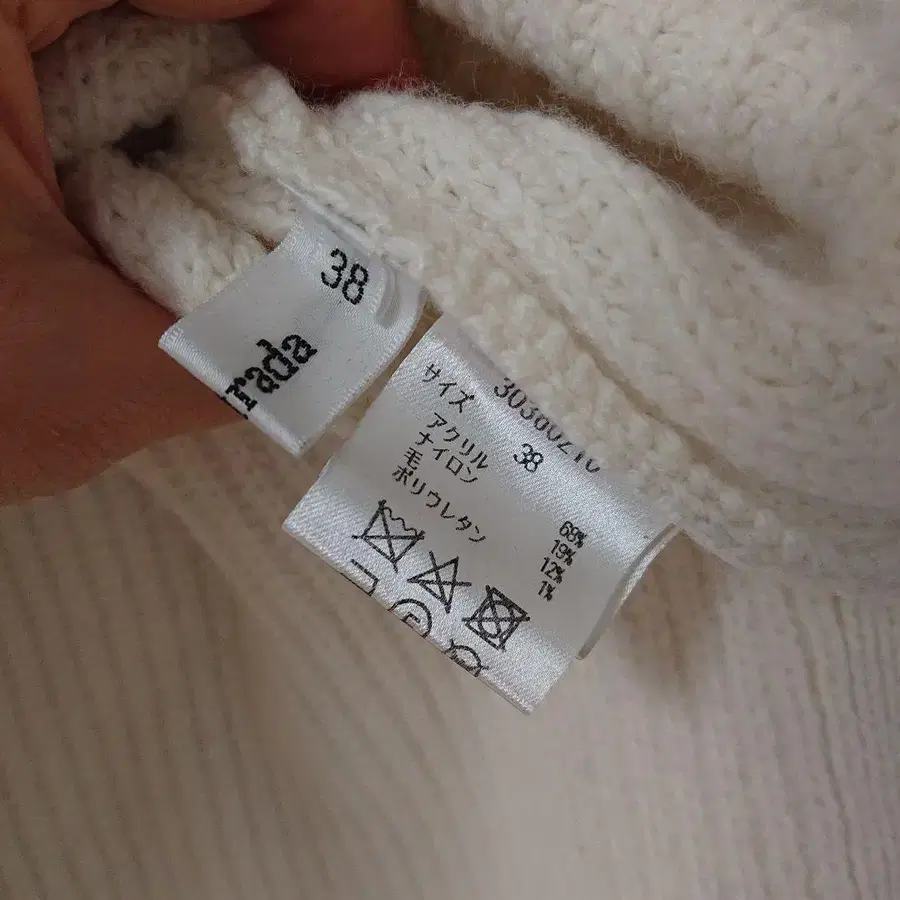 38
rada
サイズ 38
アクリル 68%
ナイロン 19%
毛 12%
ポリウレタン 1%